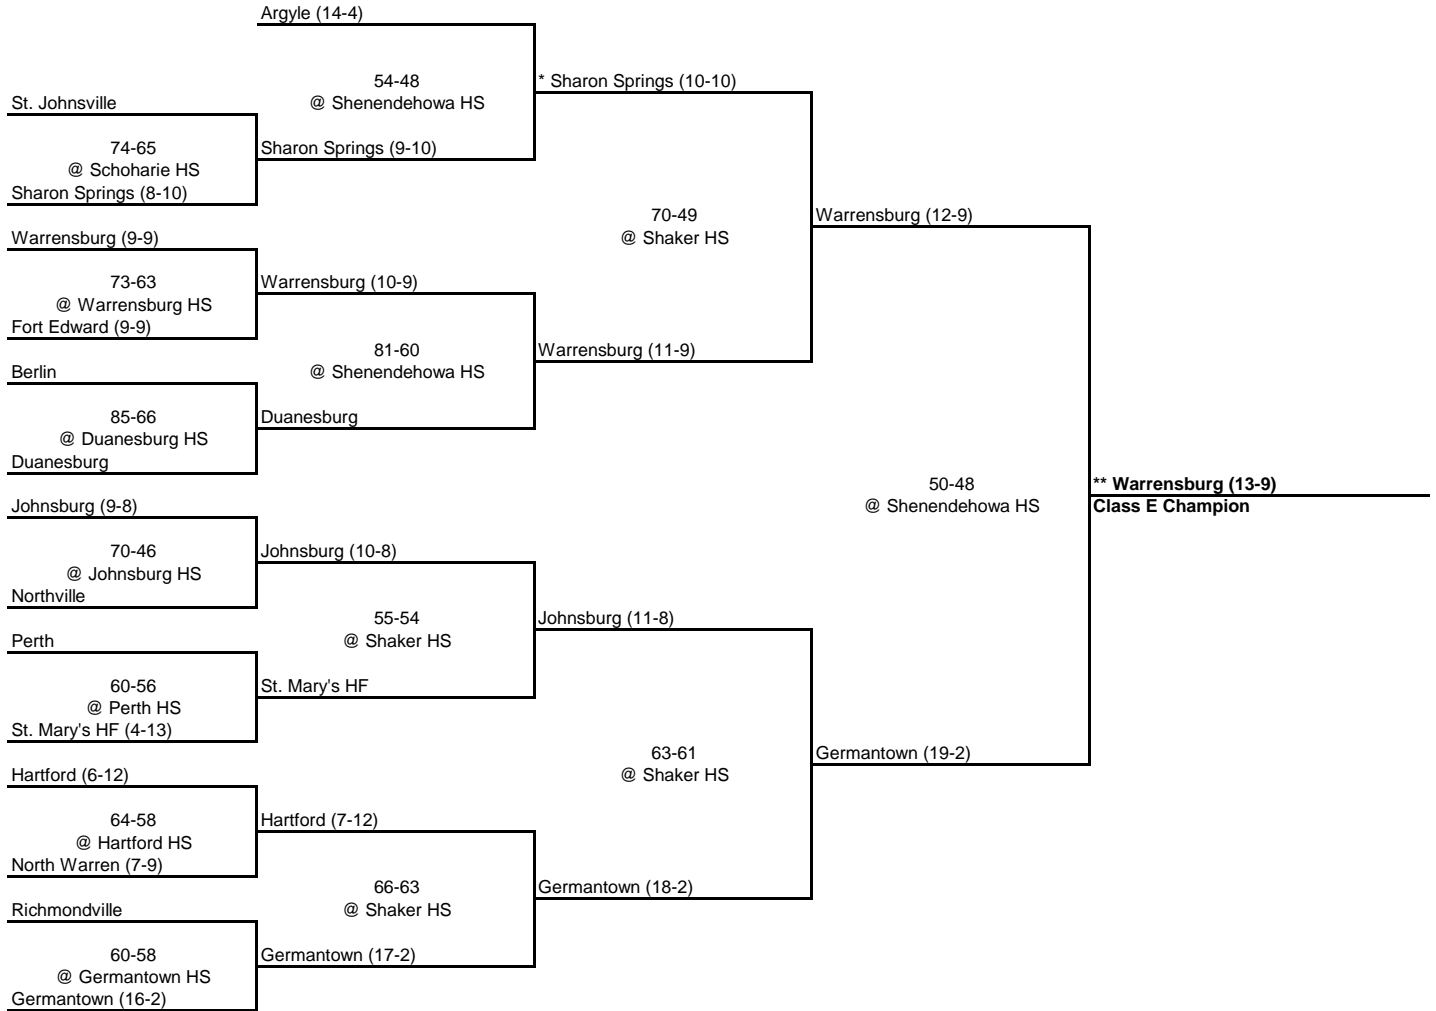 Argyle (14-4)
54-48
@ Shenendehowa HS
* Sharon Springs (10-10)
St. Johnsville
74-65
@ Schoharie HS
Sharon Springs (9-10)
Sharon Springs (8-10)
70-49
@ Shaker HS
Warrensburg (12-9)
Warrensburg (9-9)
73-63
@ Warrensburg HS
Warrensburg (10-9)
Fort Edward (9-9)
81-60
@ Shenendehowa HS
Warrensburg (11-9)
Berlin
85-66
@ Duanesburg HS
Duanesburg
Duanesburg
50-48
@ Shenendehowa HS
** Warrensburg (13-9)
Class E Champion
Johnsburg (9-8)
70-46
@ Johnsburg HS
Johnsburg (10-8)
Northville
55-54
@ Shaker HS
Johnsburg (11-8)
Perth
60-56
@ Perth HS
St. Mary's HF
St. Mary's HF (4-13)
63-61
@ Shaker HS
Germantown (19-2)
Hartford (6-12)
64-58
@ Hartford HS
Hartford (7-12)
North Warren (7-9)
66-63
@ Shaker HS
Germantown (18-2)
Richmondville
60-58
@ Germantown HS
Germantown (17-2)
Germantown (16-2)